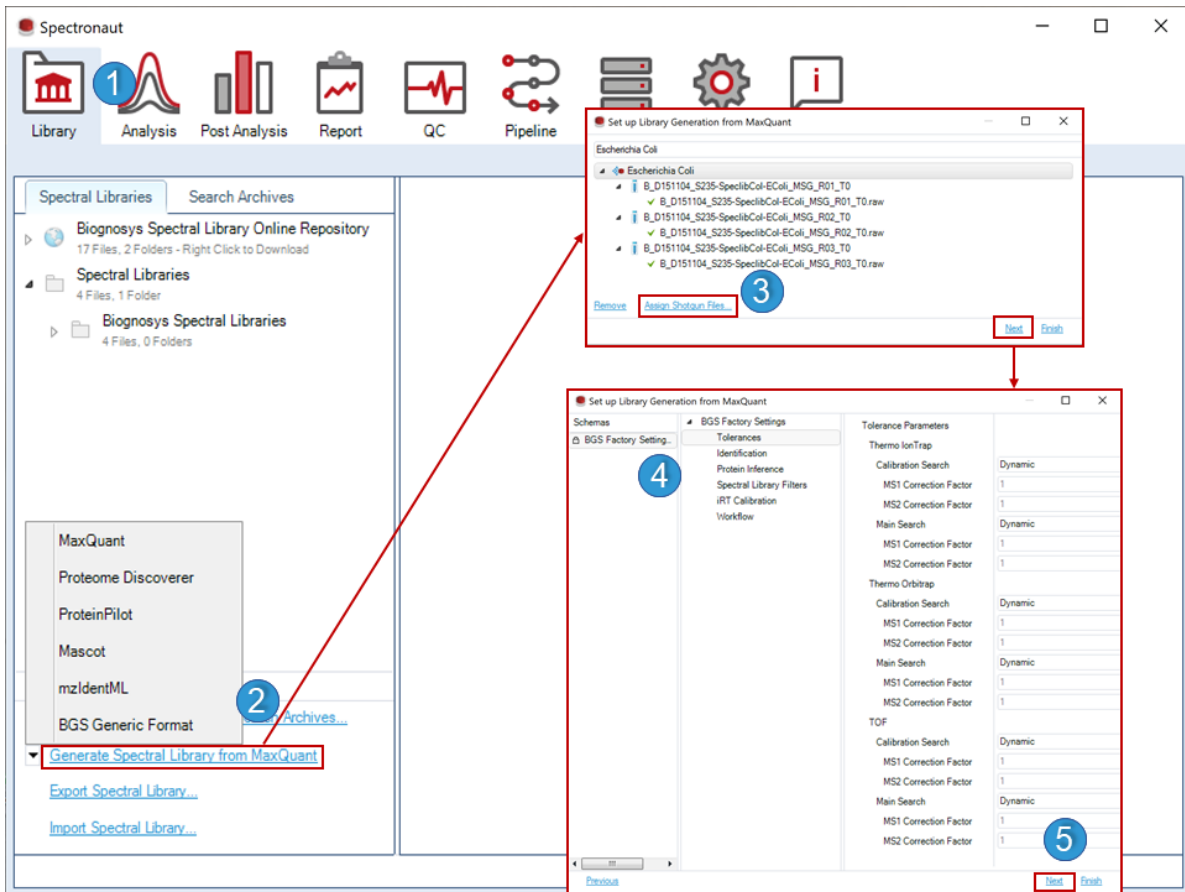 Spectronaut
1
Library
Analysis
Post Analysis
Report
QC
Pipeline
Spectral Libraries
Search Archives
Biognosys Spectral Library Online Repository
17 Files, 2 Folders - Right Click to Download
Spectral Libraries
4 Files, 1 Folder
Biognosys Spectral Libraries
4 Files, 0 Folders
MaxQuant
Proteome Discoverer
ProteinPilot
Mascot
mzIdentML
BGS Generic Format
2
Archives...
Generate Spectral Library from MaxQuant
Export Spectral Library...
Import Spectral Library...
Set up Library Generation from MaxQuant
Escherichia Coli
Escherichia Coli
B_D151104_S235-SpeclibCol-EColi_MSG_R01_T0
B_D151104_S235-SpeclibCol-EColi_MSG_R01_T0.raw
B_D151104_S235-SpeclibCol-EColi_MSG_R02_T0
B_D151104_S235-SpeclibCol-EColi_MSG_R02_T0.raw
B_D151104_S235-SpeclibCol-EColi_MSG_R03_T0
B_D151104_S235-SpeclibCol-EColi_MSG_R03_T0.raw
3
Remove
Assign Shotgun Files...
Next
Finish
Set up Library Generation from MaxQuant
Schemas
BGS Factory Setting..
4
BGS Factory Settings
Tolerances
Identification
Protein Inference
Spectral Library Filters
iRT Calibration
Workflow
Tolerance Parameters
Thermo IonTrap
Calibration Search Dynamic
MS1 Correction Factor 1
MS2 Correction Factor 1
Main Search Dynamic
MS1 Correction Factor 1
MS2 Correction Factor 1
Thermo Orbitrap
Calibration Search Dynamic
MS1 Correction Factor 1
MS2 Correction Factor 1
Main Search Dynamic
MS1 Correction Factor 1
MS2 Correction Factor 1
TOF
Calibration Search Dynamic
MS1 Correction Factor 1
MS2 Correction Factor 1
Main Search Dynamic
MS1 Correction Factor 1
MS2 Correction Factor 1
5
Previous
Next
Finish